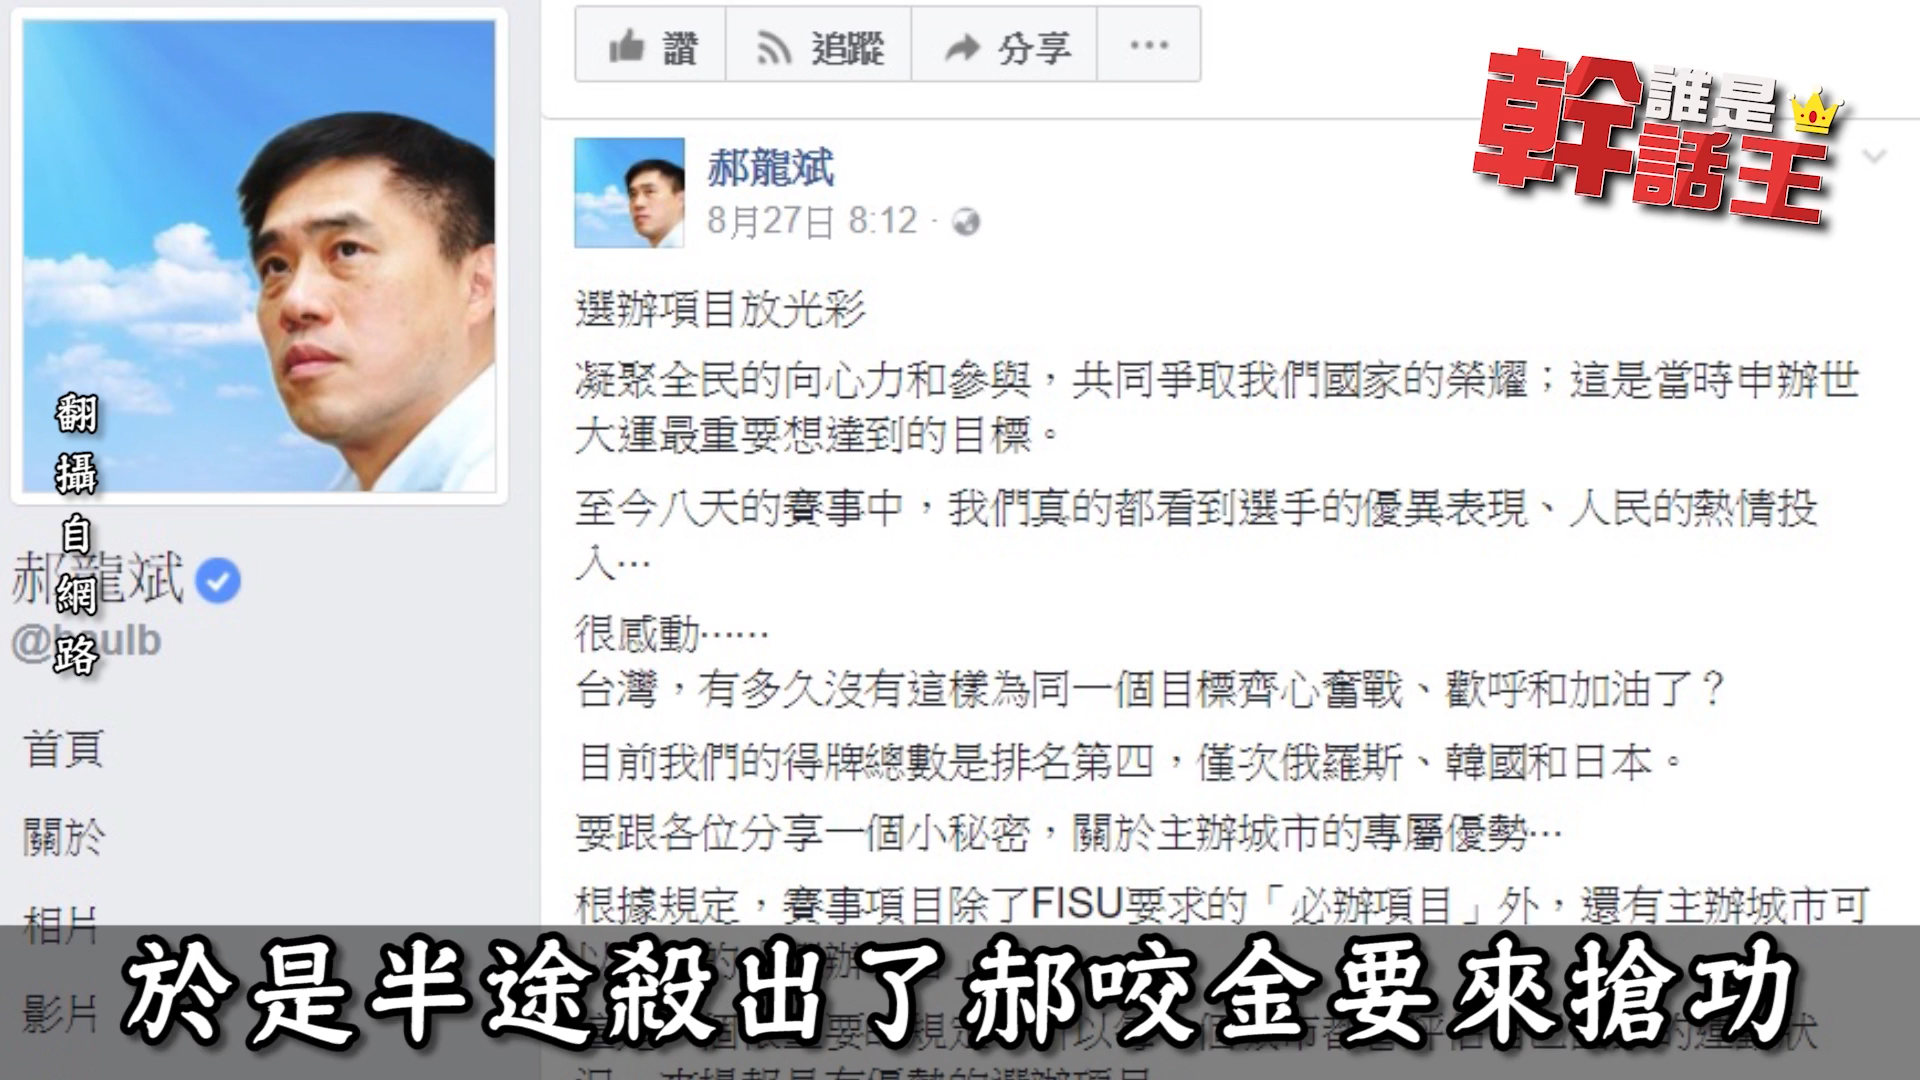 讚
追蹤
分享
誰是
幹話王
郝龍斌
8月27日 8:12
選辦項目放光彩
凝聚全民的向心力和參與，共同爭取我們國家的榮耀；這是當時申辦世
大運最重要想達到的目標。
至今八天的賽事中，我們真的都看到選手的優異表現、人民的熱情投
入…
很感動……
台灣，有多久沒有這樣為同一個目標齊心奮戰、歡呼和加油了？
目前我們的得牌總數是排名第四，僅次俄羅斯、韓國和日本。
要跟各位分享一個小秘密，關於主辦城市的專屬優勢…
根據規定，賽事項目除了FISU要求的「必辦項目」外，還有主辦城市可
翻攝自網路
郝龍斌
首頁
關於
相片
影片
於是半途殺出了郝咬金要來搶功